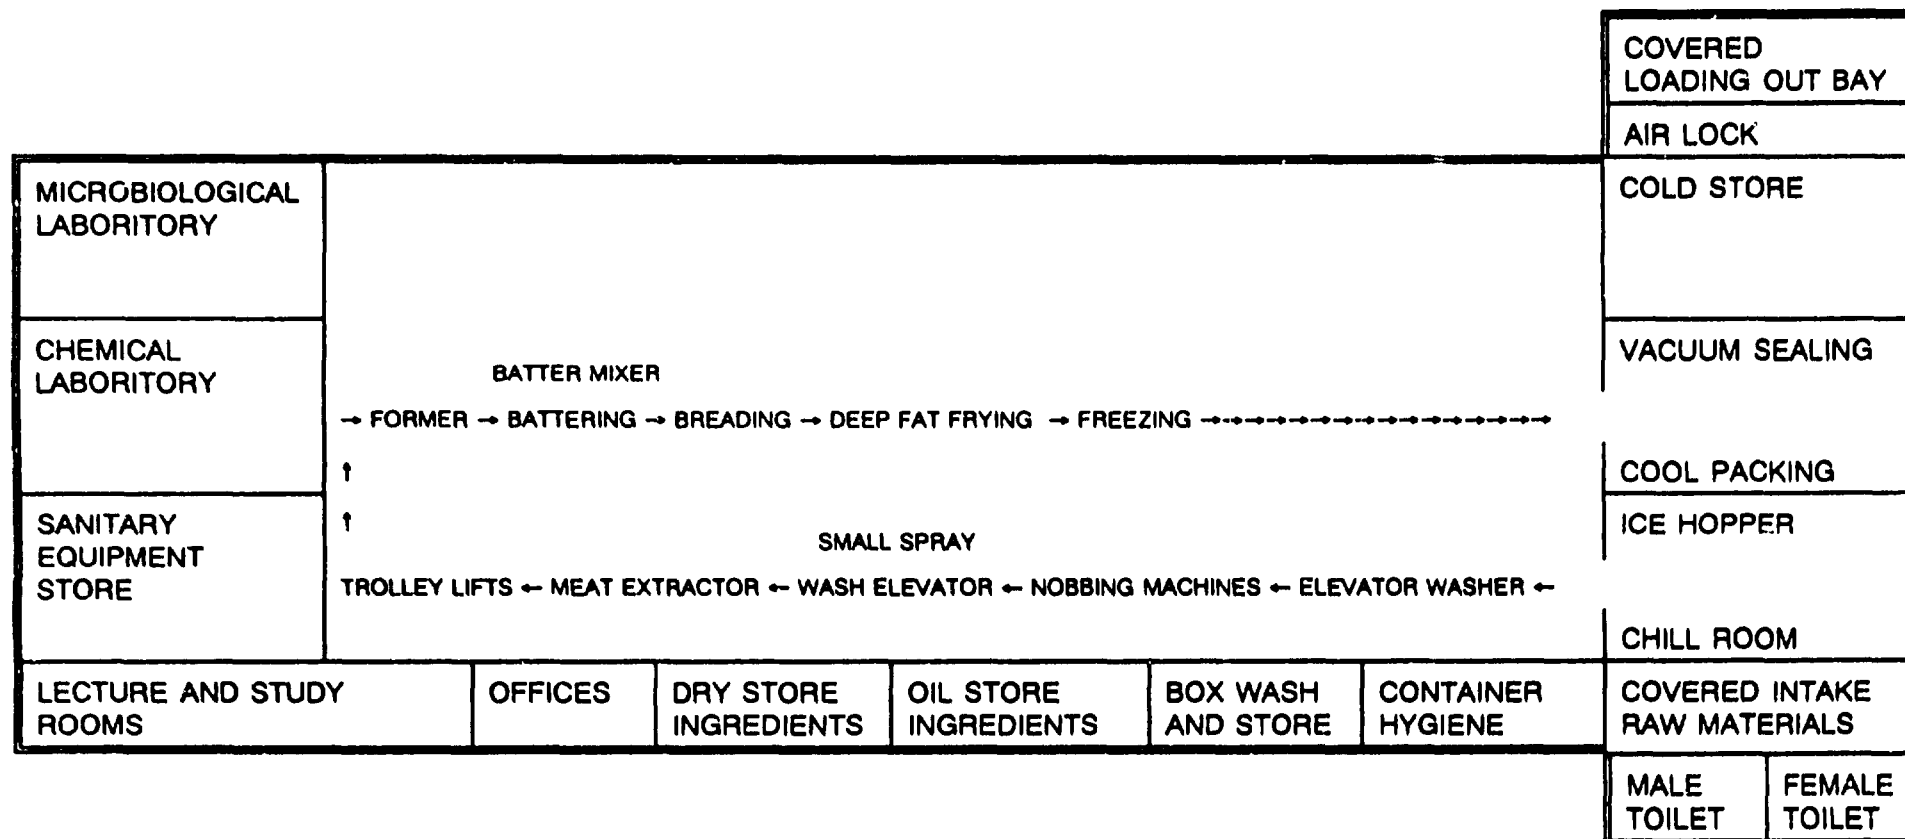 COVERED
LOADING OUT BAY
AIR LOCK
MICROBIOLOGICAL
LABORITORY
COLD STORE
CHEMICAL
LABORITORY
VACUUM SEALING
BATTER MIXER
→ FORMER → BATTERING → BREADING → DEEP FAT FRYING → FREEZING →→→→→→→→→→→→→→→
↑
COOL PACKING
SANITARY
EQUIPMENT
STORE
↑
ICE HOPPER
SMALL SPRAY
TROLLEY LIFTS ← MEAT EXTRACTOR ← WASH ELEVATOR ← NOBBING MACHINES ← ELEVATOR WASHER ←
CHILL ROOM
LECTURE AND STUDY
ROOMS
OFFICES
DRY STORE
INGREDIENTS
OIL STORE
INGREDIENTS
BOX WASH
AND STORE
CONTAINER
HYGIENE
COVERED INTAKE
RAW MATERIALS
MALE
TOILET
FEMALE
TOILET